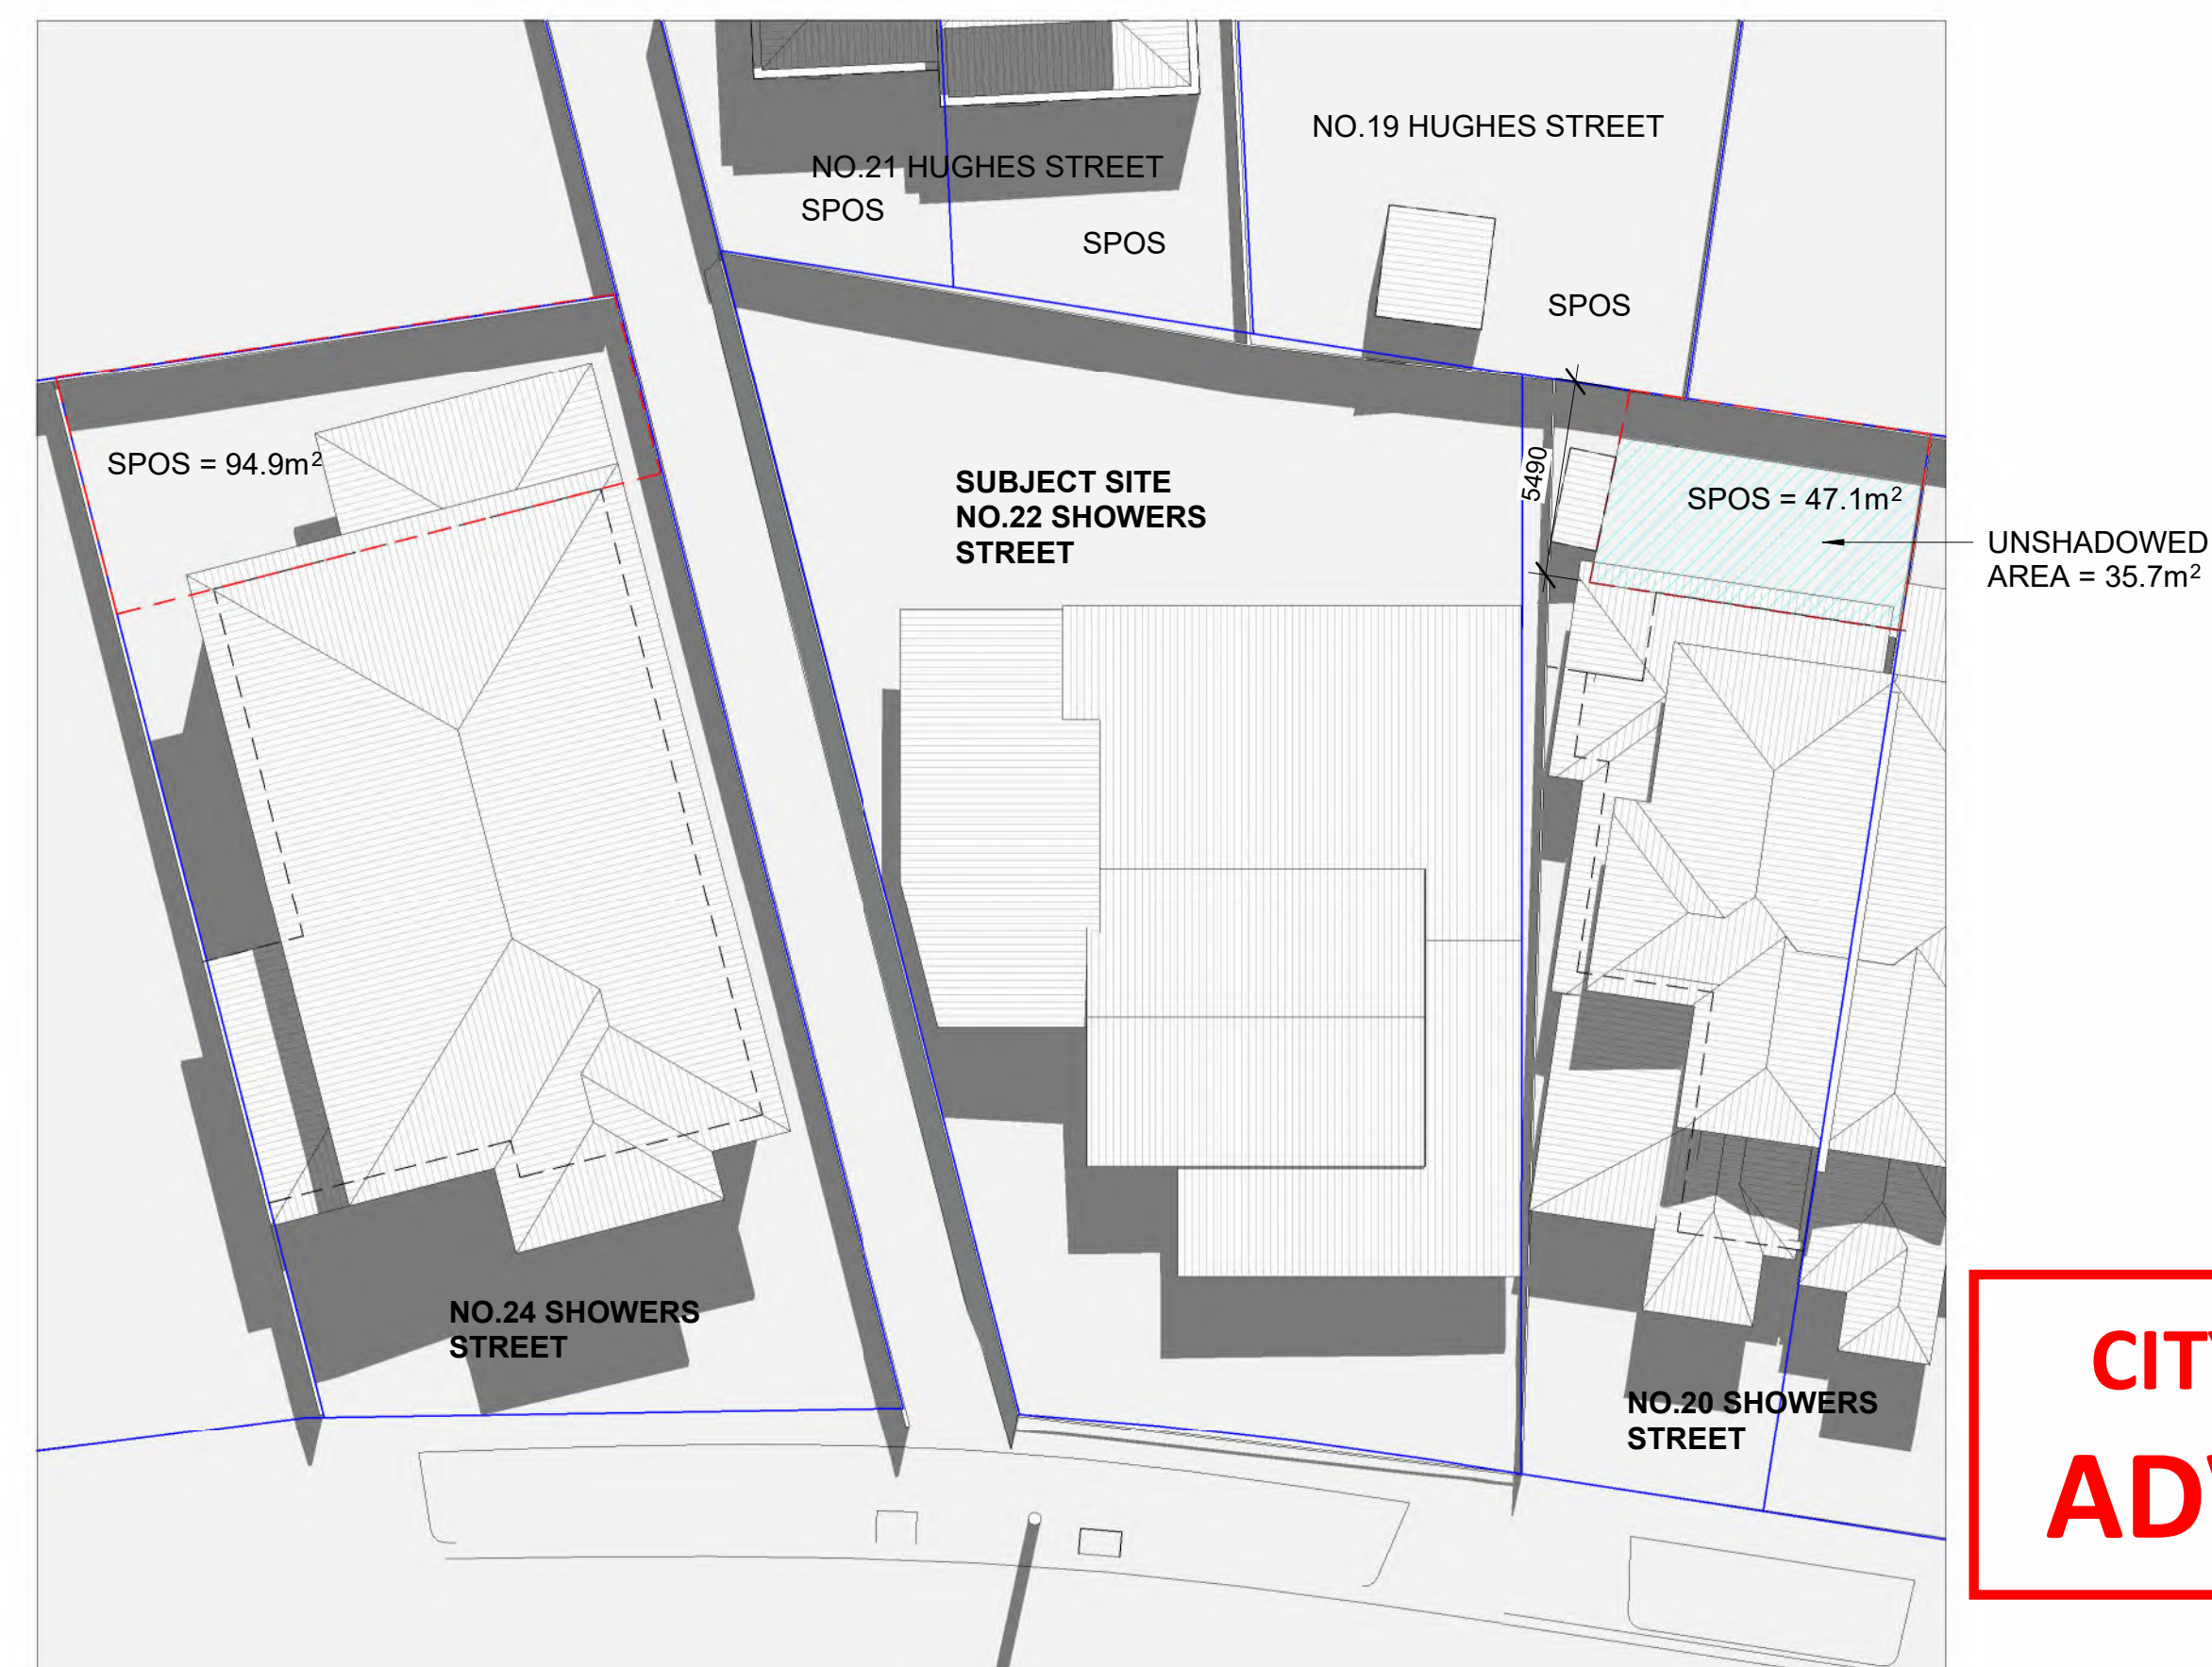 NO.19 HUGHES STREET
NO.21 HUGHES STREET
SPOS
SPOS
SPOS
SPOS = 94.9m²
SUBJECT SITE
NO.22 SHOWERS
STREET
5490
SPOS = 47.1m²
UNSHADOWED
AREA = 35.7m²
NO.24 SHOWERS
STREET
NO.20 SHOWERS
STREET